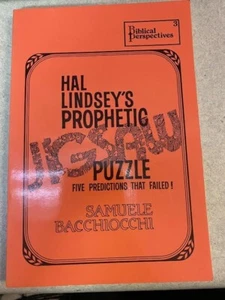 3
Biblical
Perspectives
HAL
LINDSEY'S
PROPHETIC
JIGSAW
PUZZLE
FIVE PREDICTIONS THAT FAILED!
SAMUELE
BACCHIOCCHI